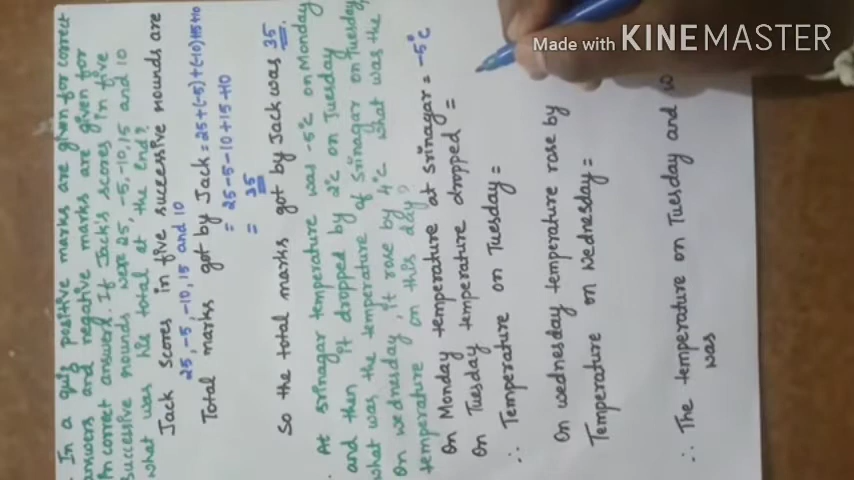 In a quiz positive marks are given for correct
answers and negative marks are given for
incorrect answers. If Jack's scores in five
successive rounds were 25, -5, -10, 15 and 10
what was his total at the end?
Jack scores in five successive rounds are
25, -5, -10, 15 and 10
Total marks got by Jack = 25+(-5)+(-10)+15+10
= 25-5-10+15+10
= 35
So the total marks got by Jack was 35.
At srinagar temperature was -5°C on Monday
and then it dropped by 2°C on Tuesday
what was the temperature of Srinagar on Tuesday
On wednesday, it rose by 4°C what was the
temperature on this day?
On Monday temperature at Srinagar = -5°C
On Tuesday temperature dropped =
∴ Temperature on Tuesday =
On wednesday temperature rose by
Temperature on Wednesday =
∴ The temperature on Tuesday and
was
Made with KINEMASTER